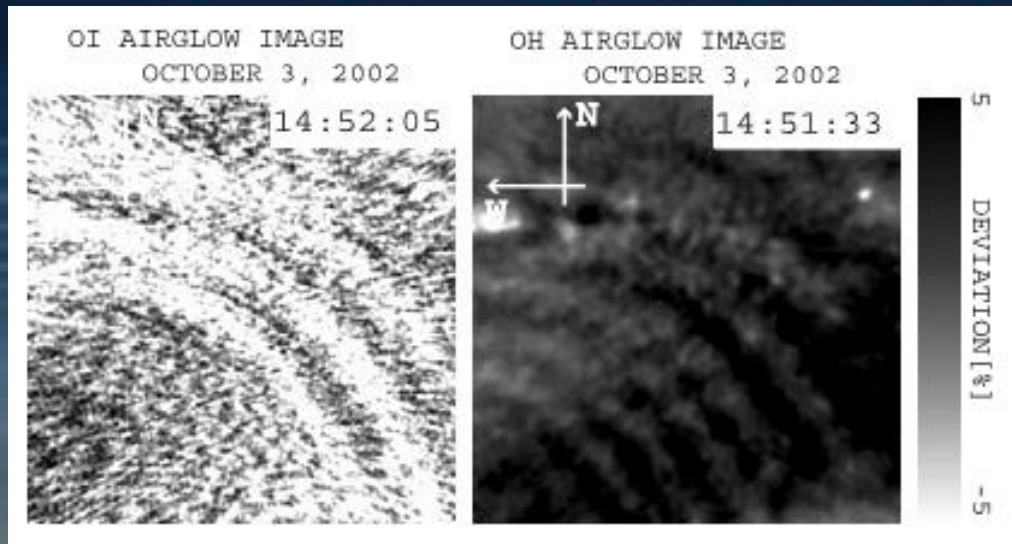 OI AIRGLOW IMAGE
OCTOBER 3, 2002
14:52:05
OH AIRGLOW IMAGE
OCTOBER 3, 2002
14:51:33
N
W
5
DEVIATION[%]
-5